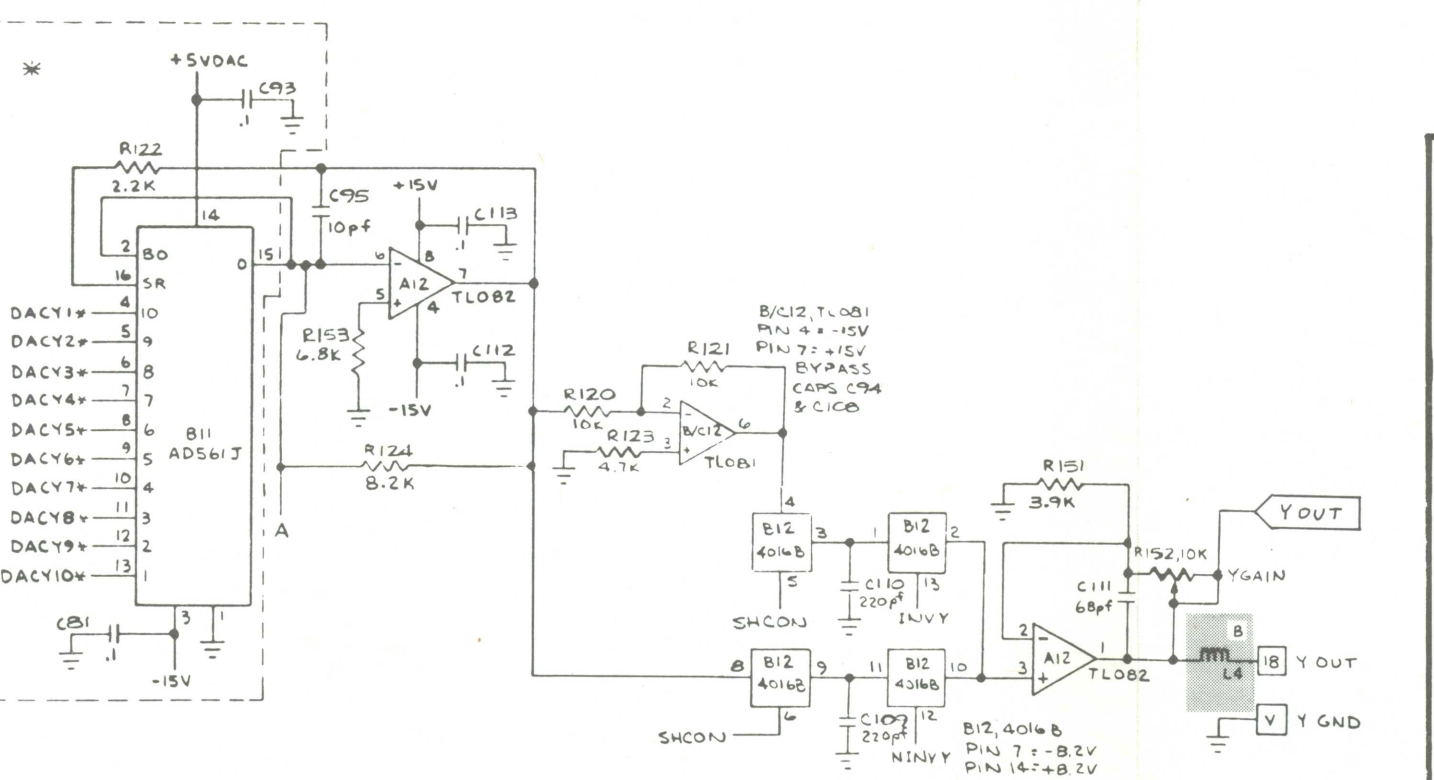 *
+5VDAC
C93
.1
R122
2.2K
C95
10pf
+15V
C113
.1
14
2
BO
15
O
16
SR
6
-
8
7
A12
5
+
4
TL082
DACY1*
4
10
DACY2*
5
9
DACY3*
6
8
DACY4*
7
7
DACY5*
8
6
DACY6*
9
5
DACY7*
10
4
DACY8*
11
3
DACY9*
12
2
DACY10*
13
1
B11
AD561J
R153
6.8K
C112
.1
-15V
R124
8.2K
A
3
1
C81
.1
-15V
B/C12, TL081
PIN 4 = -15V
PIN 7 = +15V
BYPASS
CAPS C94
& C108
R121
10K
R120
10K
2
-
B/C12
6
R123
3
+
4.7K
TL081
4
B12
4016B
3
5
SHCON
1
B12
4016B
2
13
C110
220pf
INVY
8
B12
4016B
9
6
SHCON
11
B12
4016B
10
12
C109
220pf
NINVY
B12, 4016B
PIN 7 = -8.2V
PIN 14 = +8.2V
R151
3.9K
Y OUT
R152, 10K
YGAIN
C111
68pf
2
-
A12
1
3
+
TL082
B
L4
18
Y OUT
V
Y GND